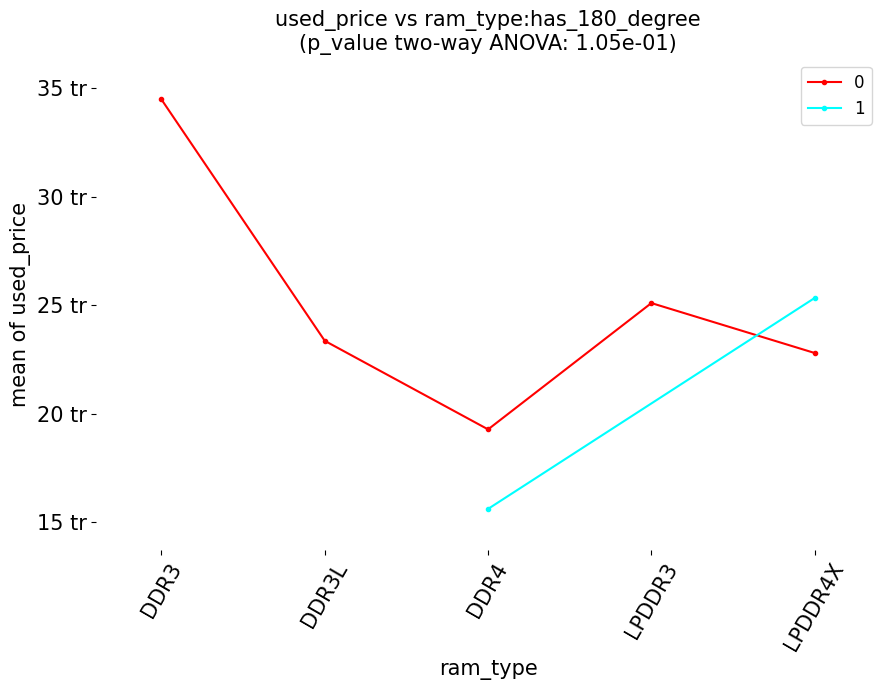 used_price vs ram_type:has_180_degree
(p_value two-way ANOVA: 1.05e-01)
0
1
35 tr
30 tr
25 tr
20 tr
15 tr
mean of used_price
DDR3
DDR3L
DDR4
LPDDR3
LPDDR4X
ram_type